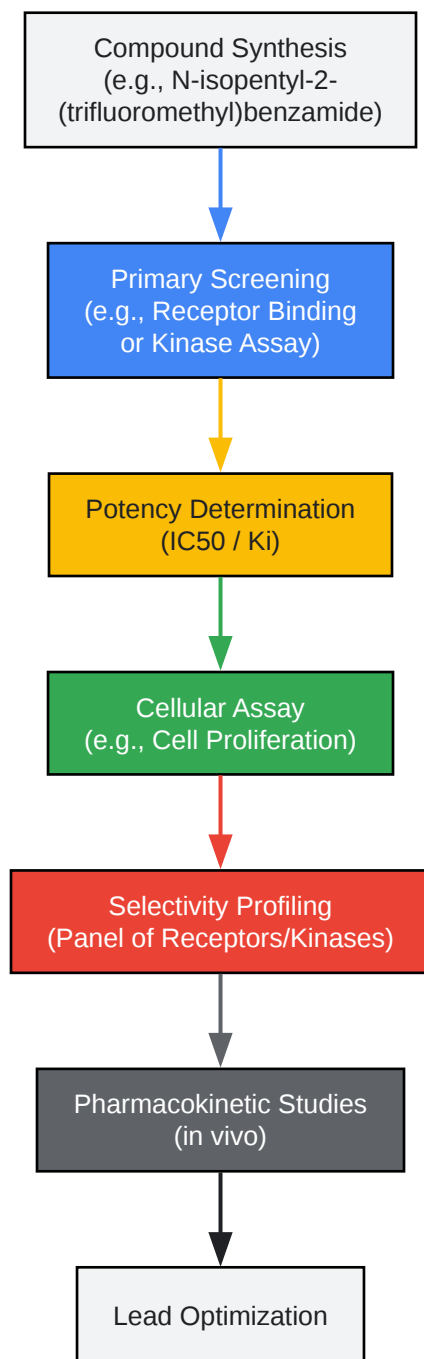 Compound Synthesis
(e.g., N-isopentyl-2-
(trifluoromethyl)benzamide)
Primary Screening
(e.g., Receptor Binding
or Kinase Assay)
Potency Determination
(IC50 / Ki)
Cellular Assay
(e.g., Cell Proliferation)
Selectivity Profiling
(Panel of Receptors/Kinases)
Pharmacokinetic Studies
(in vivo)
Lead Optimization